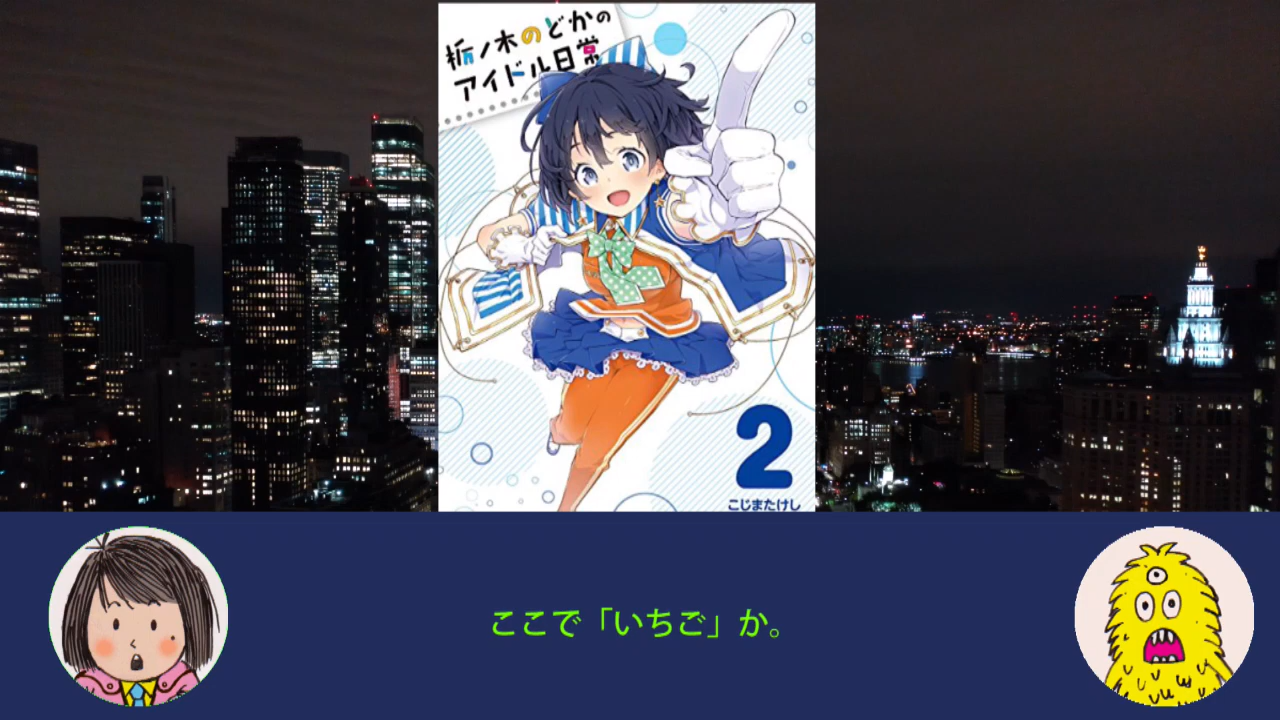 栃ノ木のどかの
アイドル日常
2
こじまたけし
ここで「いちご」か。